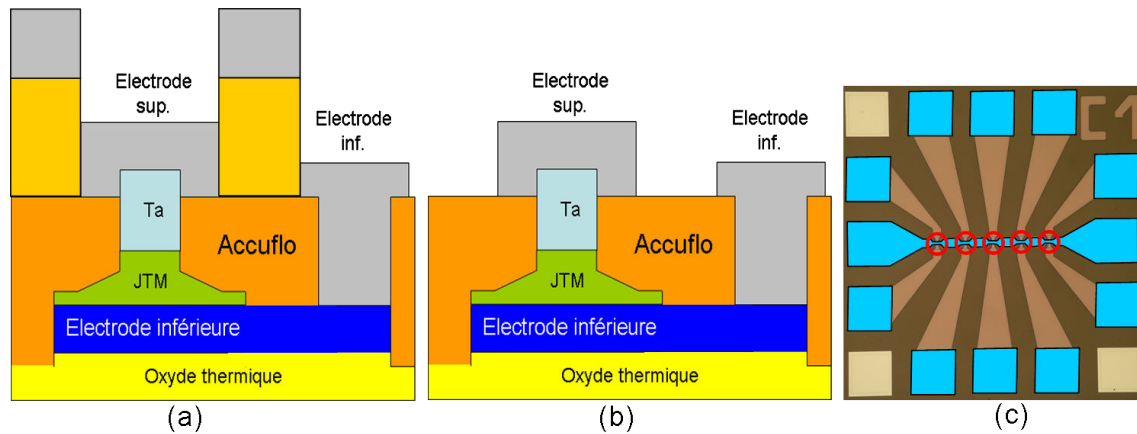 Electrode
sup.
Electrode
inf.
Ta
Accuflo
JTM
Electrode inférieure
Oxyde thermique
(a)
Electrode
sup.
Electrode
inf.
Ta
Accuflo
JTM
Electrode inférieure
Oxyde thermique
(b)
C1
(c)